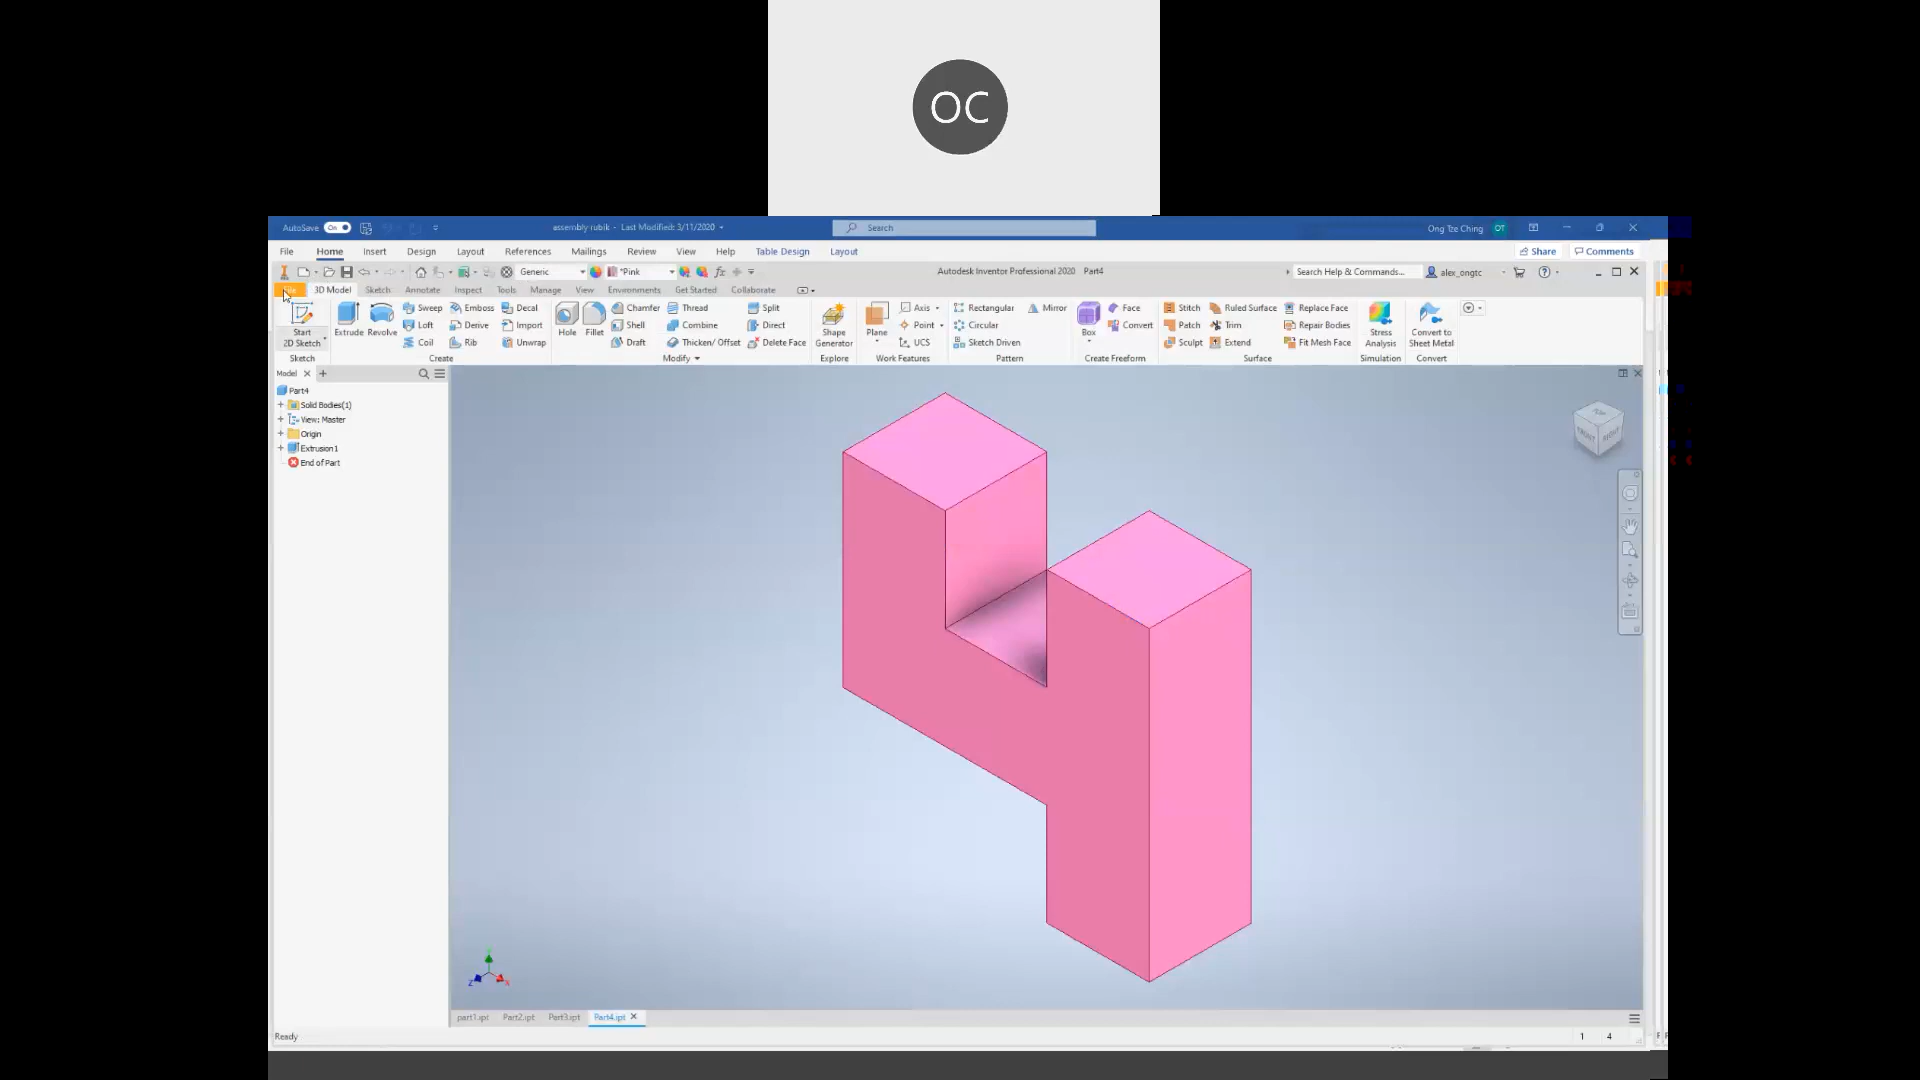 OC
AutoSave On assembly rubik - Last Modified: 3/11/2020 Search Ong Tze Ching OT
File Home Insert Design Layout References Mailings Review View Help Table Design Layout Share Comments
Generic *Pink fx Autodesk Inventor Professional 2020 Part4 Search Help & Commands... alex_ongtc
3D Model Sketch Annotate Inspect Tools Manage View Environments Get Started Collaborate
Sweep Emboss Decal Chamfer Thread Split Axis Rectangular Mirror Face Stitch Ruled Surface Replace Face
Start 2D Sketch Extrude Revolve Loft Derive Import Hole Fillet Shell Combine Direct Shape Generator Plane Point Circular Box Convert Patch Trim Repair Bodies Stress Analysis Convert to Sheet Metal
Coil Rib Unwrap Draft Thicken/ Offset Delete Face UCS Sketch Driven Sculpt Extend Fit Mesh Face
Sketch Create Modify Explore Work Features Pattern Create Freeform Surface Simulation Convert
Model
Part4
Solid Bodies(1)
View: Master
Origin
Extrusion1
End of Part
TOP
FRONT RIGHT
Z X
part1.ipt Part2.ipt Part3.ipt Part4.ipt
Ready 1 4